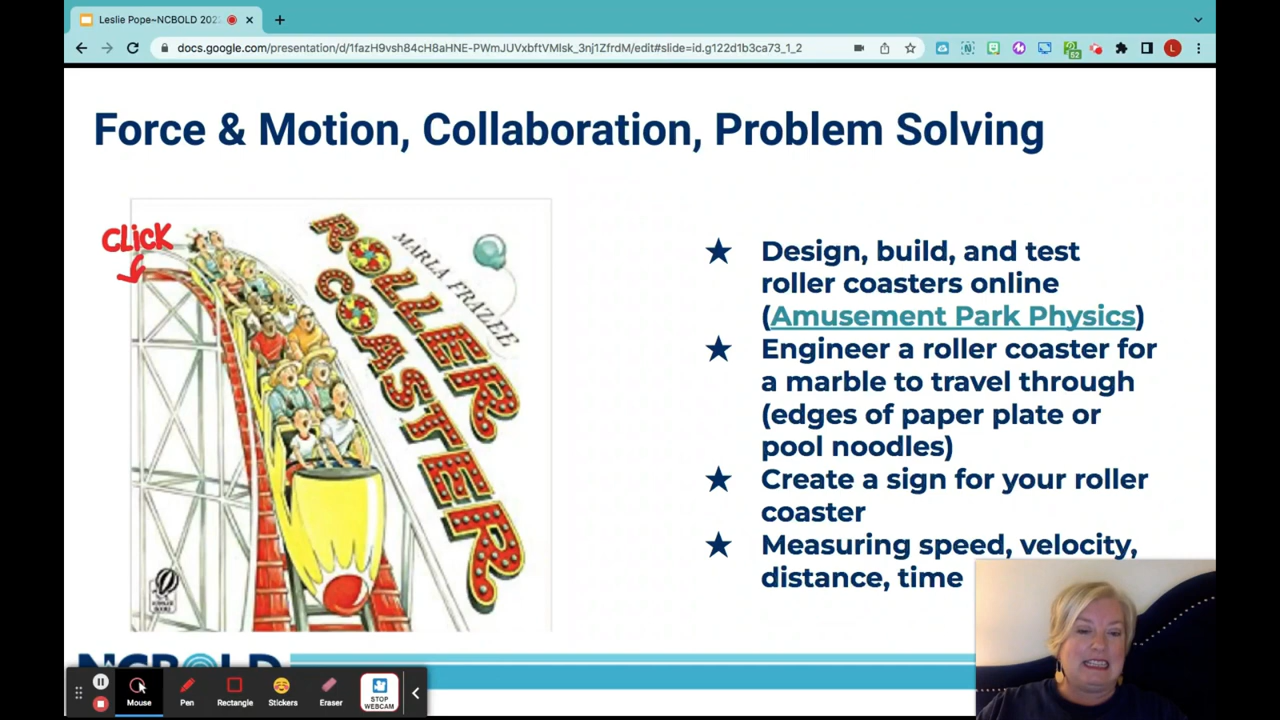 Leslie Pope~NCBOLD 202
docs.google.com/presentation/d/1fazH9vsh84cH8aHNE-PWmJUVxbftVMlsk_3nj1ZfrdM/edit#slide=id.g122d1b3ca73_1_2
52
L
Force & Motion, Collaboration, Problem Solving
CLICK
ROLLER
COASTER
MARLA FRAZEE
★ Design, build, and test
roller coasters online
(Amusement Park Physics)
★ Engineer a roller coaster for
a marble to travel through
(edges of paper plate or
pool noodles)
★ Create a sign for your roller
coaster
★ Measuring speed, velocity,
distance, time
NCBOLD
Mouse
Pen
Rectangle
Stickers
Eraser
STOP
WEBCAM